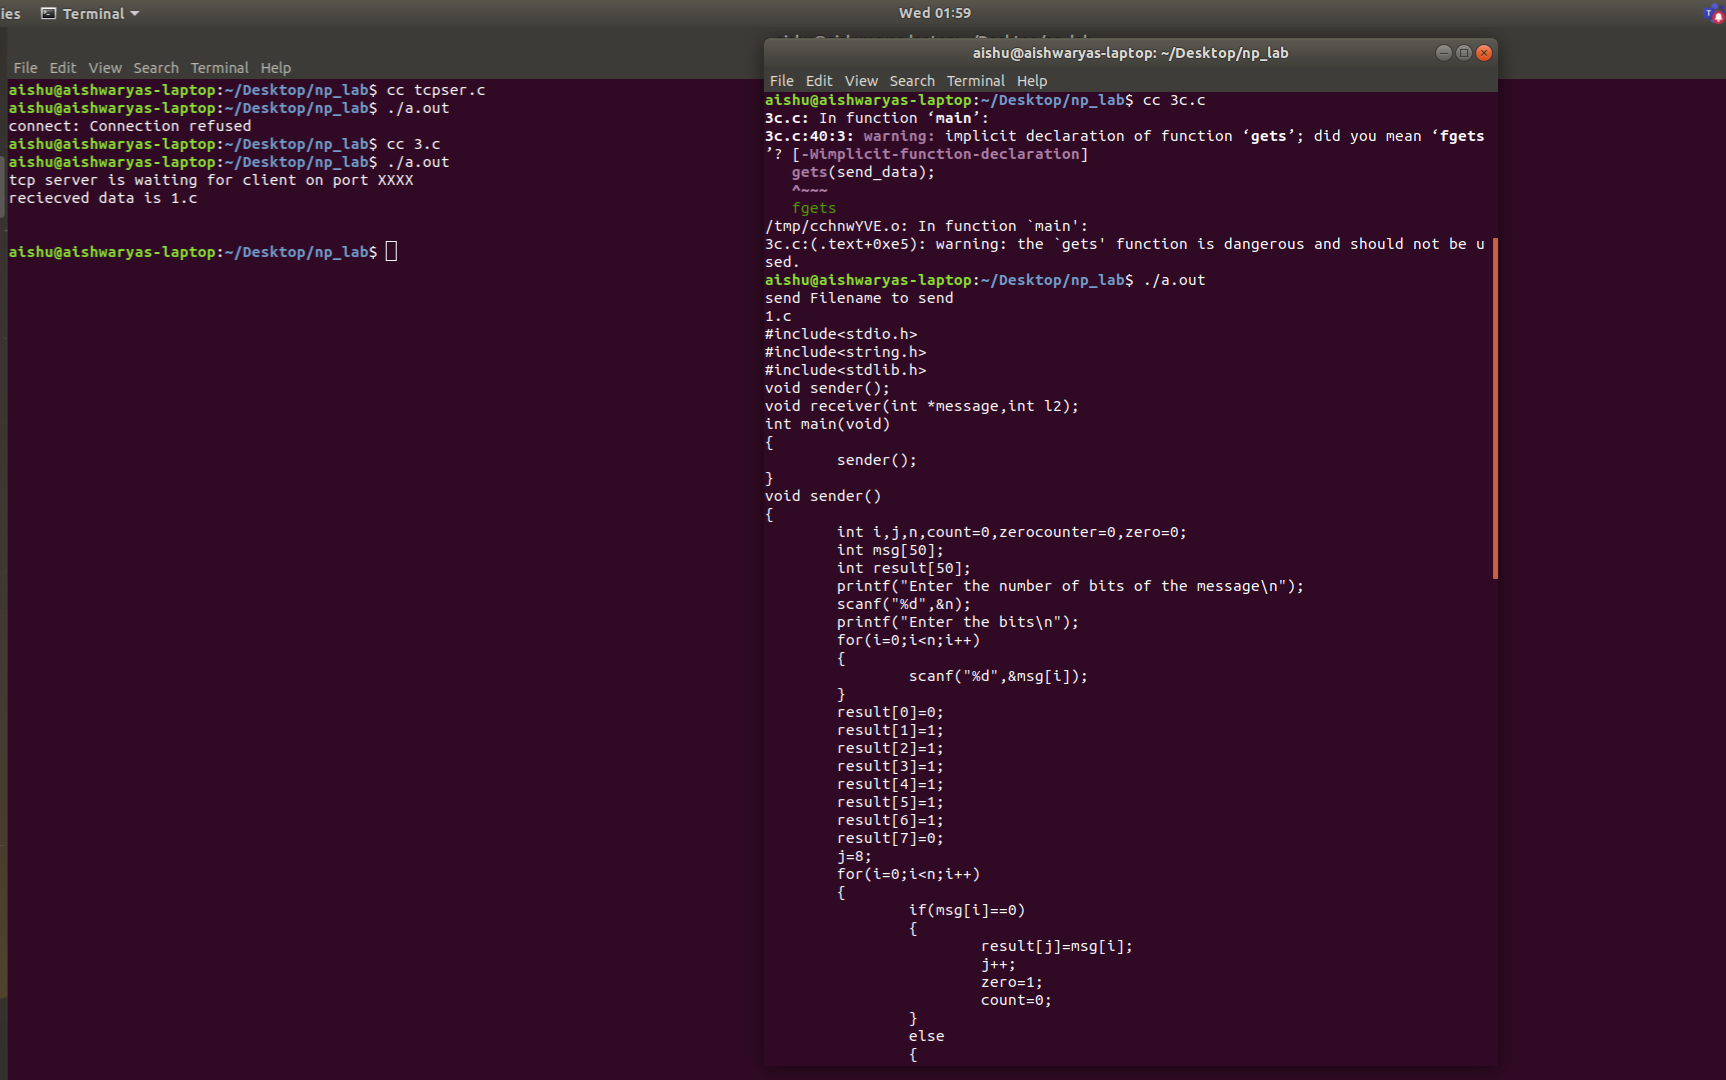 ies Terminal Wed 01:59
File Edit View Search Terminal Help
aishu@aishwaryas-laptop:~/Desktop/np_lab$ cc tcpser.c
aishu@aishwaryas-laptop:~/Desktop/np_lab$ ./a.out
connect: Connection refused
aishu@aishwaryas-laptop:~/Desktop/np_lab$ cc 3.c
aishu@aishwaryas-laptop:~/Desktop/np_lab$ ./a.out
tcp server is waiting for client on port XXXX
reciecved data is 1.c
aishu@aishwaryas-laptop:~/Desktop/np_lab$
aishu@aishwaryas-laptop: ~/Desktop/np_lab
File Edit View Search Terminal Help
aishu@aishwaryas-laptop:~/Desktop/np_lab$ cc 3c.c
3c.c: In function ‘main’:
3c.c:40:3: warning: implicit declaration of function ‘gets’; did you mean ‘fgets
’? [-Wimplicit-function-declaration]
   gets(send_data);
   ^~~~
   fgets
/tmp/cchnwYVE.o: In function `main':
3c.c:(.text+0xe5): warning: the `gets' function is dangerous and should not be u
sed.
aishu@aishwaryas-laptop:~/Desktop/np_lab$ ./a.out
send Filename to send
1.c
#include<stdio.h>
#include<string.h>
#include<stdlib.h>
void sender();
void receiver(int *message,int l2);
int main(void)
{
        sender();
}
void sender()
{
        int i,j,n,count=0,zerocounter=0,zero=0;
        int msg[50];
        int result[50];
        printf("Enter the number of bits of the message\n");
        scanf("%d",&n);
        printf("Enter the bits\n");
        for(i=0;i<n;i++)
        {
                scanf("%d",&msg[i]);
        }
        result[0]=0;
        result[1]=1;
        result[2]=1;
        result[3]=1;
        result[4]=1;
        result[5]=1;
        result[6]=1;
        result[7]=0;
        j=8;
        for(i=0;i<n;i++)
        {
                if(msg[i]==0)
                {
                        result[j]=msg[i];
                        j++;
                        zero=1;
                        count=0;
                }
                else
                {